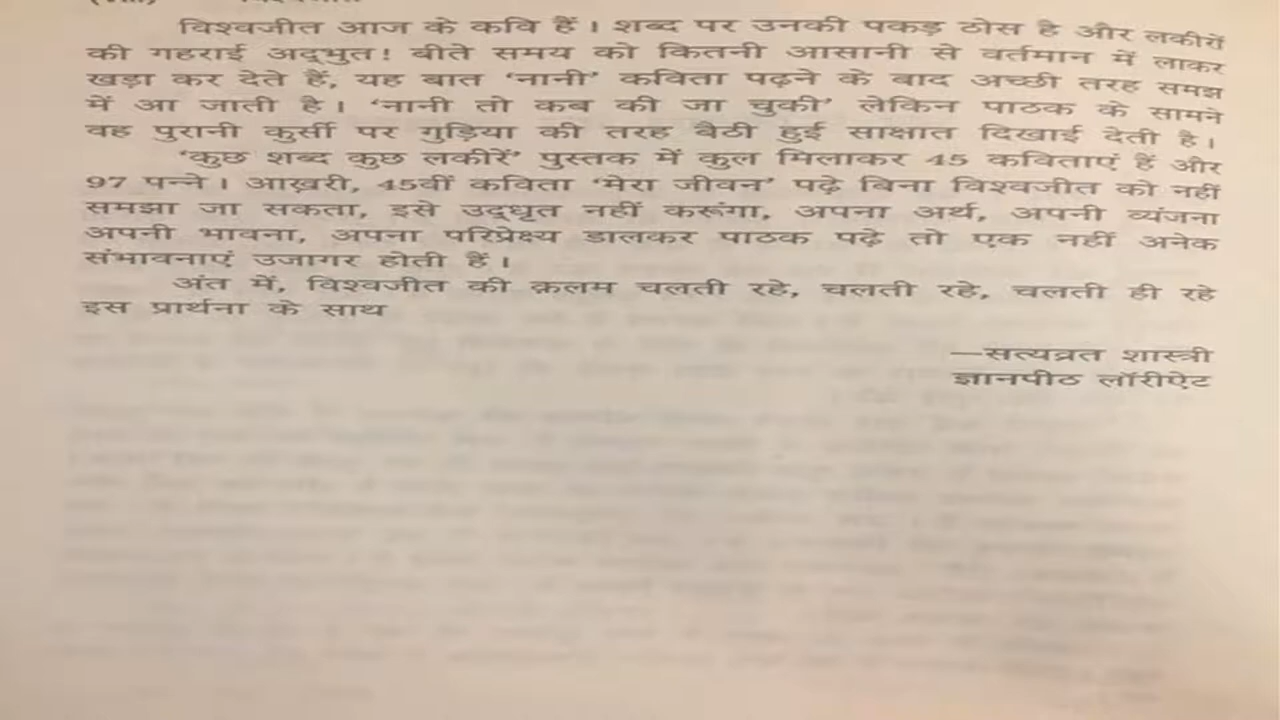 विश्वजीत आज के कवि हैं। शब्द पर उनकी पकड़ ठोस है और लकीरों
की गहराई अद्भुत! बीते समय को कितनी आसानी से वर्तमान में लाकर
खड़ा कर देते हैं, यह बात ‘नानी’ कविता पढ़ने के बाद अच्छी तरह समझ
में आ जाती है। ‘नानी तो कब की जा चुकी’ लेकिन पाठक के सामने
वह पुरानी कुर्सी पर गुड़िया की तरह बैठी हुई साक्षात दिखाई देती है।
‘कुछ शब्द कुछ लकीरें’ पुस्तक में कुल मिलाकर 45 कविताएं हैं और
97 पन्ने। आख़री, 45वीं कविता ‘मेरा जीवन’ पढ़े बिना विश्वजीत को नहीं
समझा जा सकता, इसे उद्धृत नहीं करूंगा, अपना अर्थ, अपनी व्यंजना
अपनी भावना, अपना परिप्रेक्ष्य डालकर पाठक पढ़े तो एक नहीं अनेक
संभावनाएं उजागर होती हैं।
अंत में, विश्वजीत की क़लम चलती रहे, चलती रहे, चलती ही रहे
इस प्रार्थना के साथ
—सत्यव्रत शास्त्री
ज्ञानपीठ लॉरीऐट